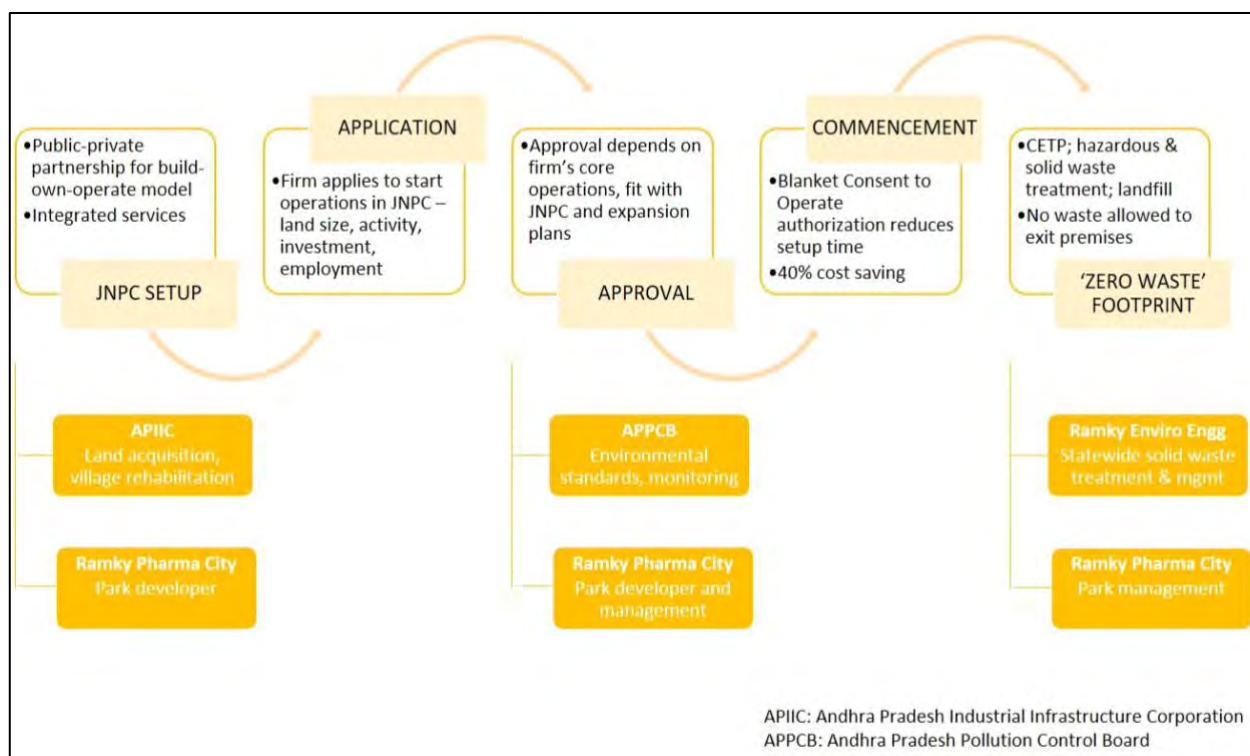 •Public-private
partnership for build-
own-operate model
•Integrated services
JNPC SETUP
APPLICATION
•Firm applies to start
operations in JNPC –
land size, activity,
investment,
employment
•Approval depends on
firm's core
operations, fit with
JNPC and expansion
plans
APPROVAL
COMMENCEMENT
•Blanket Consent to
Operate
authorization reduces
setup time
•40% cost saving
•CETP; hazardous &
solid waste
treatment; landfill
•No waste allowed to
exit premises
'ZERO WASTE'
FOOTPRINT
APIIC
Land acquisition,
village rehabilitation
Ramky Pharma City
Park developer
APPCB
Environmental
standards, monitoring
Ramky Pharma City
Park developer and
management
Ramky Enviro Engg
Statewide solid waste
treatment & mgmt
Ramky Pharma City
Park management
APIIC: Andhra Pradesh Industrial Infrastructure Corporation
APPCB: Andhra Pradesh Pollution Control Board